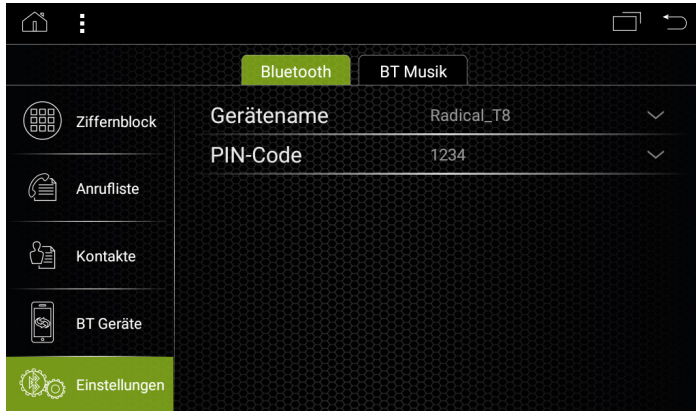 Bluetooth
BT Musik
Ziffernblock
Anrufliste
Kontakte
BT Geräte
Einstellungen
Gerätename Radical_T8
PIN-Code 1234